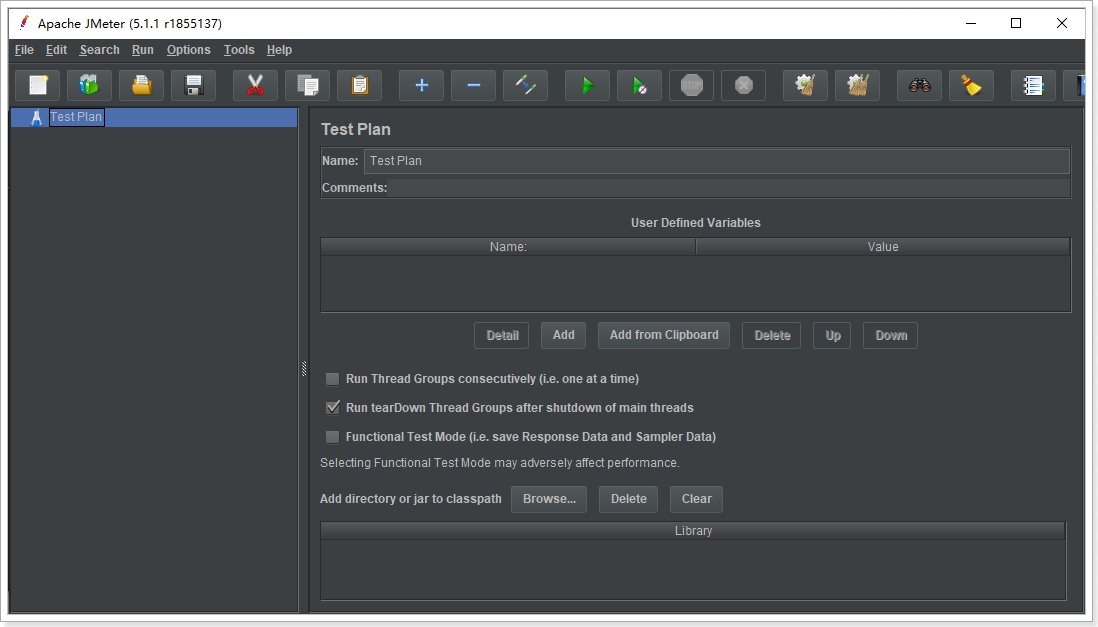 Apache JMeter (5.1.1 r1855137)
File Edit Search Run Options Tools Help
STOP
Test Plan
Test Plan
Name: Test Plan
Comments:
User Defined Variables
Name: Value
Detail Add Add from Clipboard Delete Up Down
Run Thread Groups consecutively (i.e. one at a time)
Run tearDown Thread Groups after shutdown of main threads
Functional Test Mode (i.e. save Response Data and Sampler Data)
Selecting Functional Test Mode may adversely affect performance.
Add directory or jar to classpath Browse... Delete Clear
Library